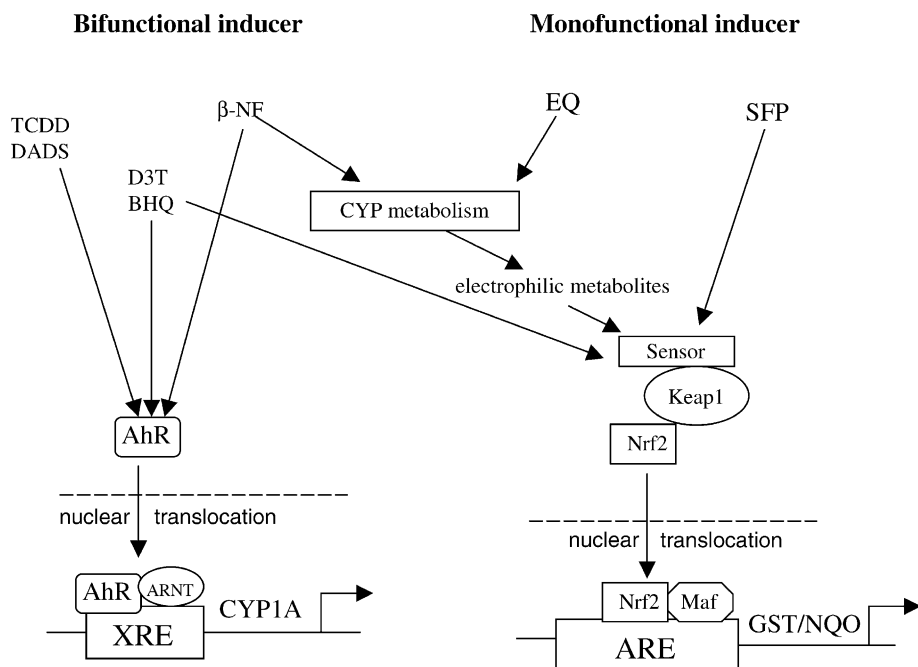 Bifunctional inducer
Monofunctional inducer
TCDD
DADS
β-NF
EQ
SFP
D3T
BHQ
CYP metabolism
electrophilic metabolites
Sensor
Keap1
Nrf2
AhR
nuclear translocation
nuclear translocation
AhR
ARNT
XRE
CYP1A
Nrf2
Maf
ARE
GST/NQO